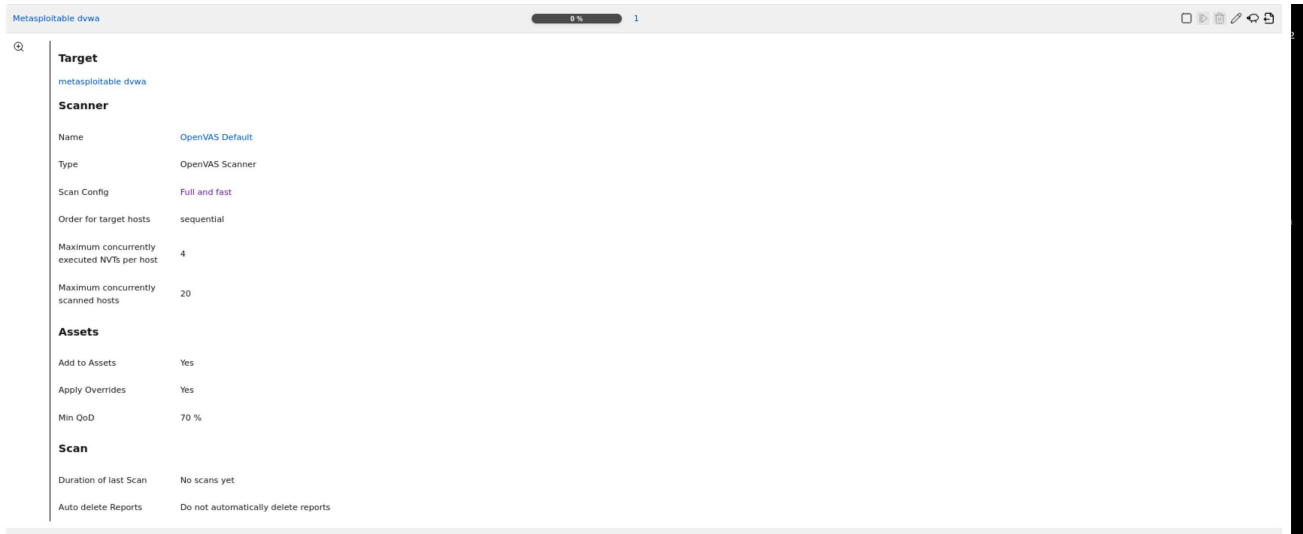 Metasploitable dvwa 0 % 1
Target
metasploitable dvwa
Scanner
Name OpenVAS Default
Type OpenVAS Scanner
Scan Config Full and fast
Order for target hosts sequential
Maximum concurrently
executed NVTs per host 4
Maximum concurrently
scanned hosts 20
Assets
Add to Assets Yes
Apply Overrides Yes
Min QoD 70 %
Scan
Duration of last Scan No scans yet
Auto delete Reports Do not automatically delete reports